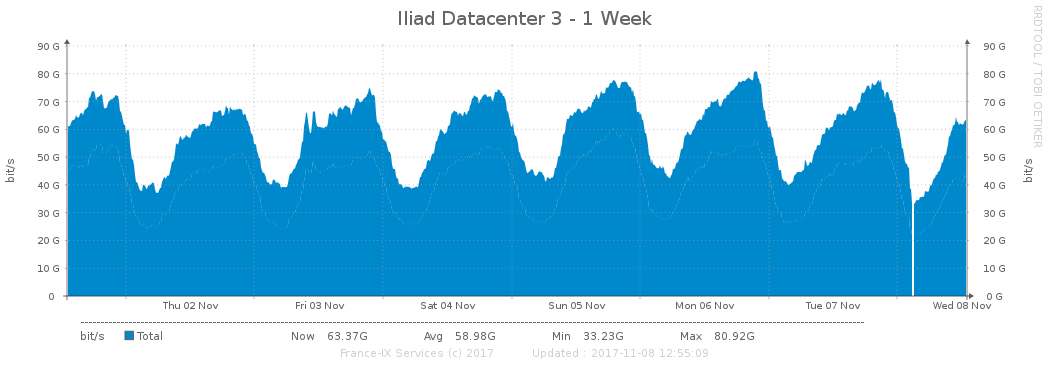 Iliad Datacenter 3 - 1 Week
RRDTOOL / TOBI OETIKER
bit/s
90 G 90 G
80 G 80 G
70 G 70 G
60 G 60 G
50 G 50 G
40 G 40 G
30 G 30 G
20 G 20 G
10 G 10 G
0 0 G
bit/s
Thu 02 Nov Fri 03 Nov Sat 04 Nov Sun 05 Nov Mon 06 Nov Tue 07 Nov Wed 08 Nov
bit/s Total Now 63.37G Avg 58.98G Min 33.23G Max 80.92G
France-IX Services (c) 2017 Updated : 2017-11-08 12:55:09